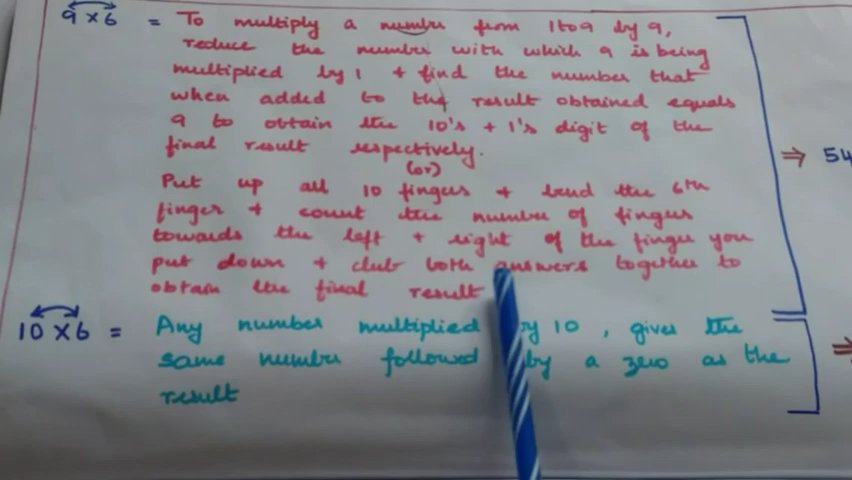 9 × 6 = To multiply a number from 1 to 9 by 9,
reduce the number with which 9 is being
multiplied by 1 + find the number that
when added to the result obtained equals
9 to obtain the 10's + 1's digit of the
final result respectively.
(or)
Put up all 10 fingers + bend the 6th
finger + count the number of fingers
towards the left + right of the finger you
put down + club both answers together to
obtain the final result
⇒ 54
10 × 6 = Any number multiplied by 10, gives the
same number followed by a zero as the
result
⇒